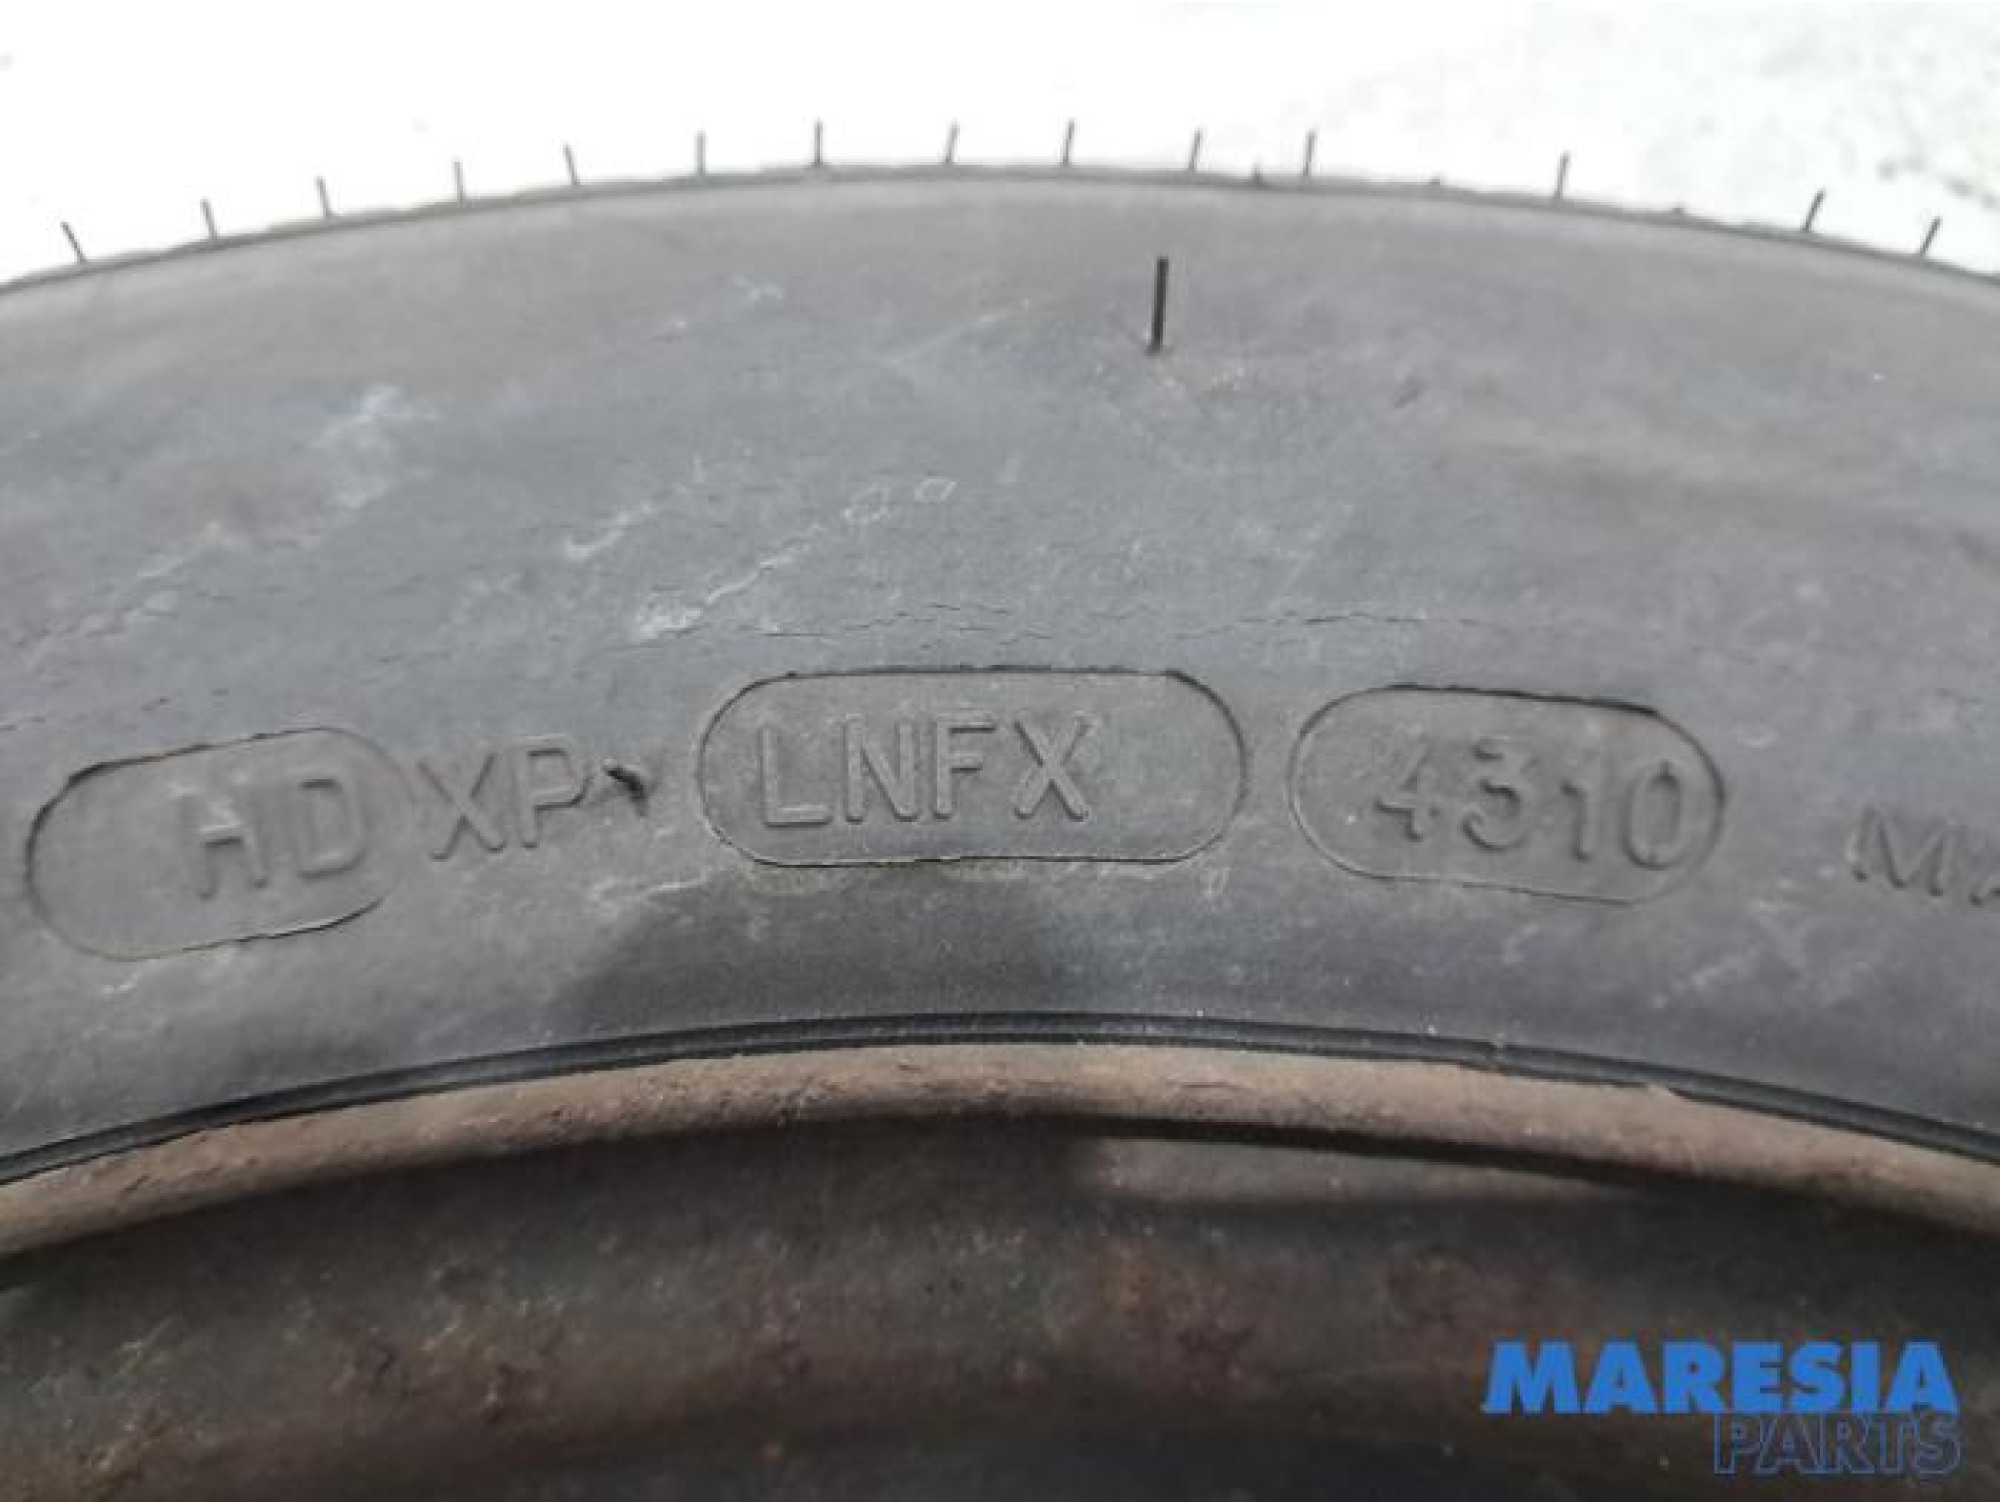 HD XP LNFX 4310
MARESIA
PARTS